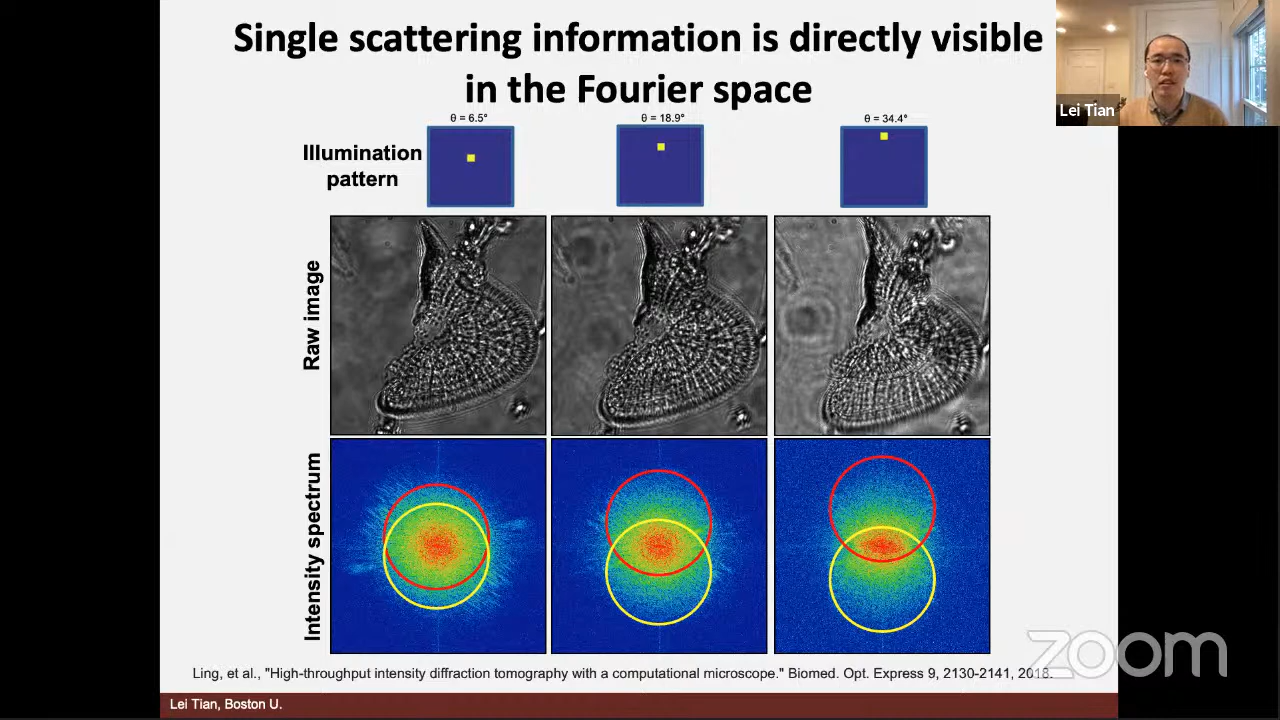 Single scattering information is directly visible
in the Fourier space
Lei Tian
θ = 6.5°
θ = 18.9°
θ = 34.4°
Illumination
pattern
Raw image
Intensity spectrum
zoom
Ling, et al., "High-throughput intensity diffraction tomography with a computational microscope." Biomed. Opt. Express 9, 2130-2141, 2018.
Lei Tian, Boston U.